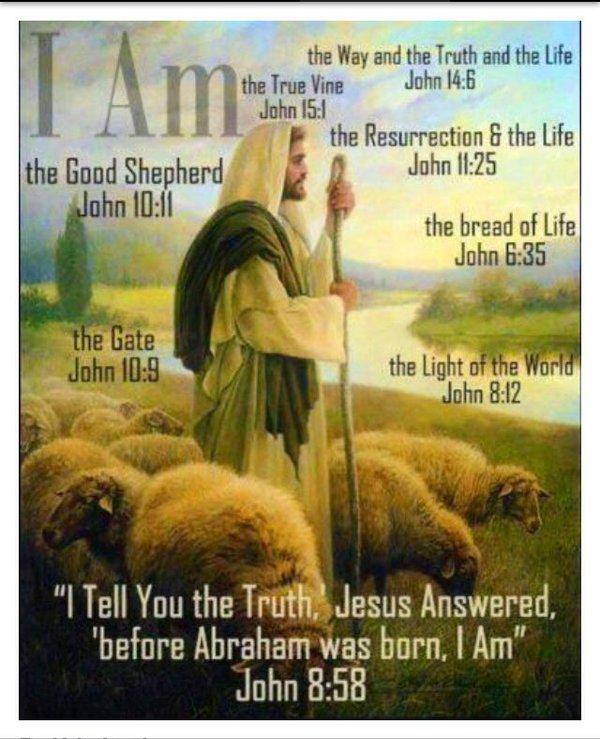 I Am
the Way and the Truth and the Life
John 14:6
the True Vine
John 15:1
the Resurrection & the Life
John 11:25
the Good Shepherd
John 10:11
the bread of Life
John 6:35
the Gate
John 10:9
the Light of the World
John 8:12
"I Tell You the Truth,' Jesus Answered,
'before Abraham was born, I Am"
John 8:58